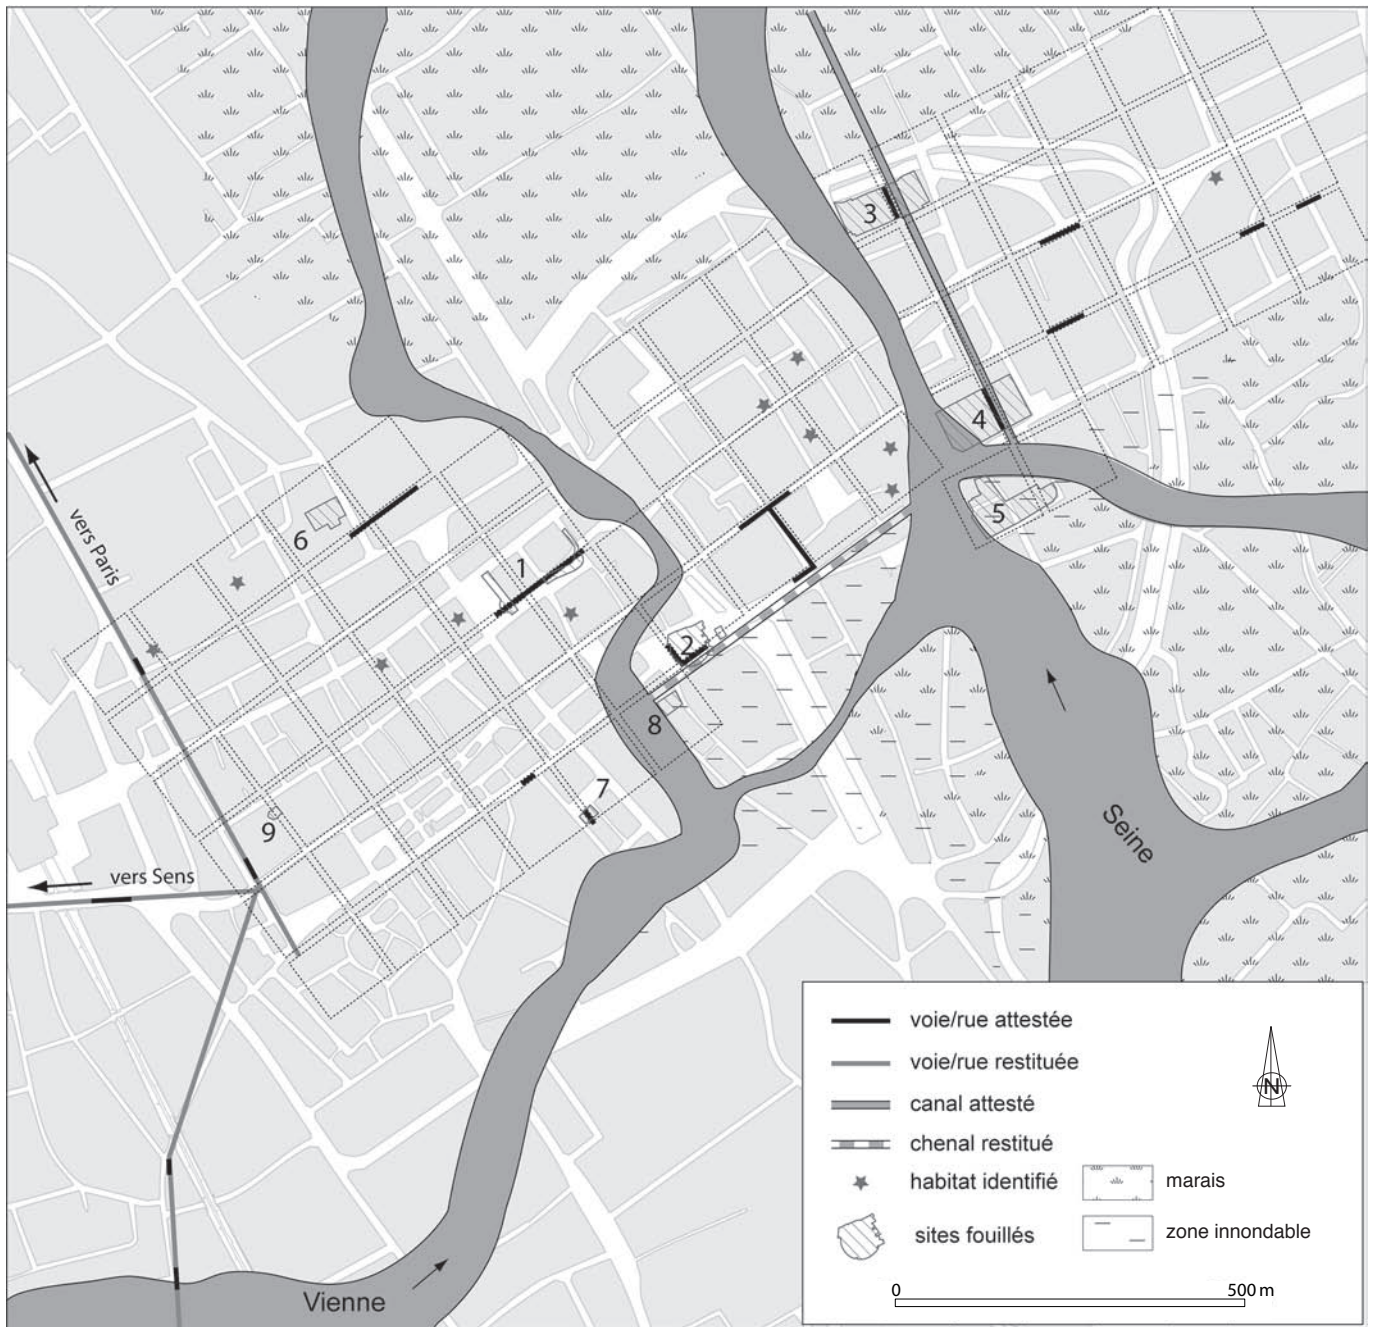 3
4
5
6
1
2
8
7
9
vers Paris
vers Sens
Seine
Vienne
voie/rue attestée
voie/rue restituée
canal attesté
chenal restitué
habitat identifié
marais
sites fouillés
zone innondable
N
0 500 m